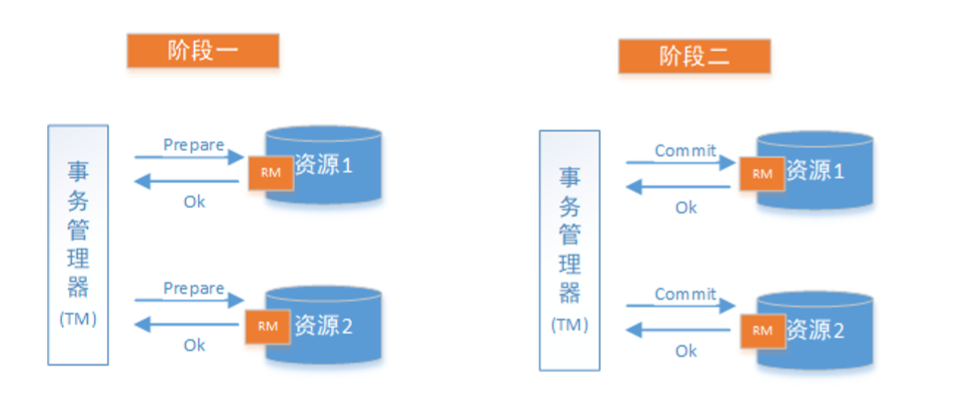 阶段一
事务管理器
(TM)
Prepare
Ok
RM
资源1
Prepare
Ok
RM
资源2
阶段二
事务管理器
(TM)
Commit
Ok
RM
资源1
Commit
Ok
RM
资源2